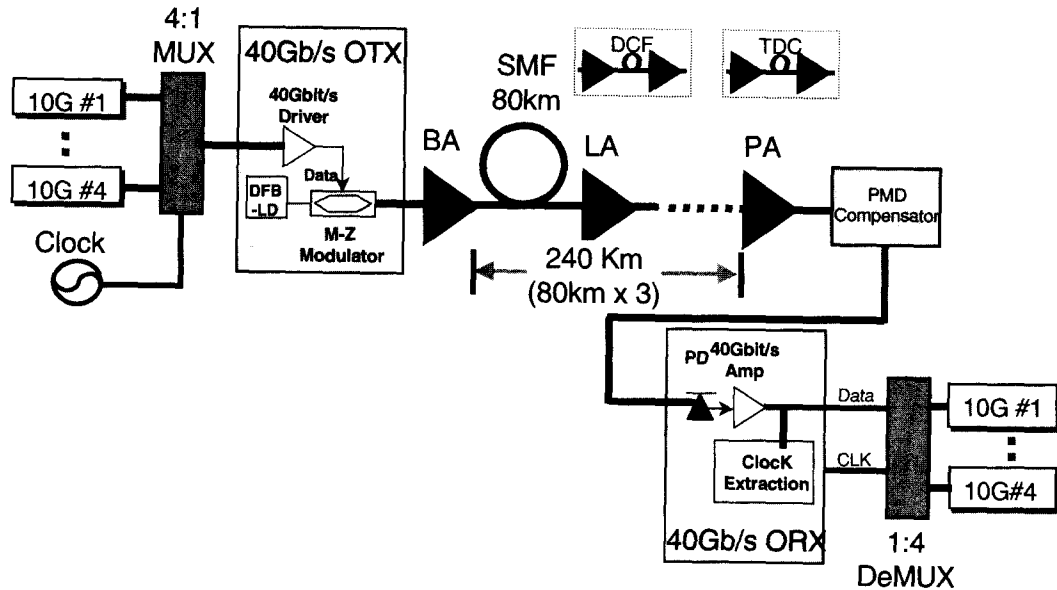 4:1
MUX
10G #1
10G #4
Clock
40Gb/s OTX
40Gbit/s
Driver
Data
DFB
-LD
M-Z
Modulator
BA
SMF
80km
DCF
TDC
LA
PA
PMD
Compensator
240 Km
(80km x 3)
PD
40Gbit/s
Amp
ClocK
Extraction
40Gb/s ORX
Data
CLK
1:4
DeMUX
10G #1
10G#4